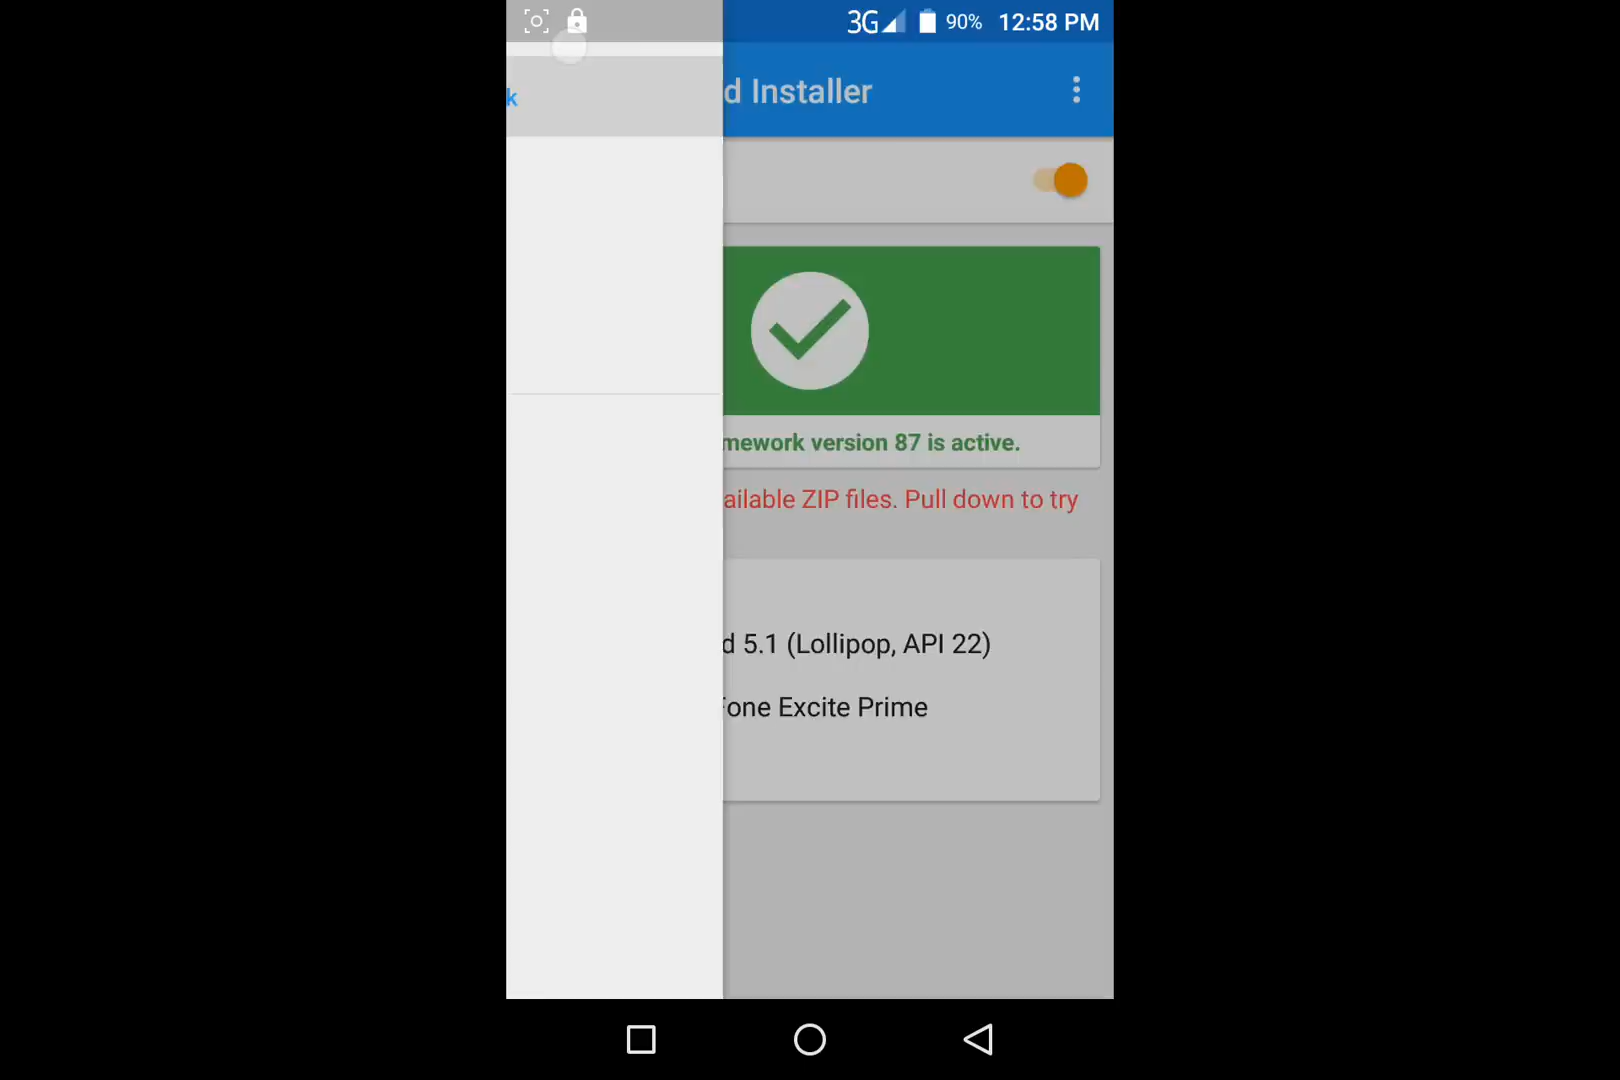 3G 90% 12:58 PM
k
d Installer
mework version 87 is active.
ailable ZIP files. Pull down to try
d 5.1 (Lollipop, API 22)
Fone Excite Prime